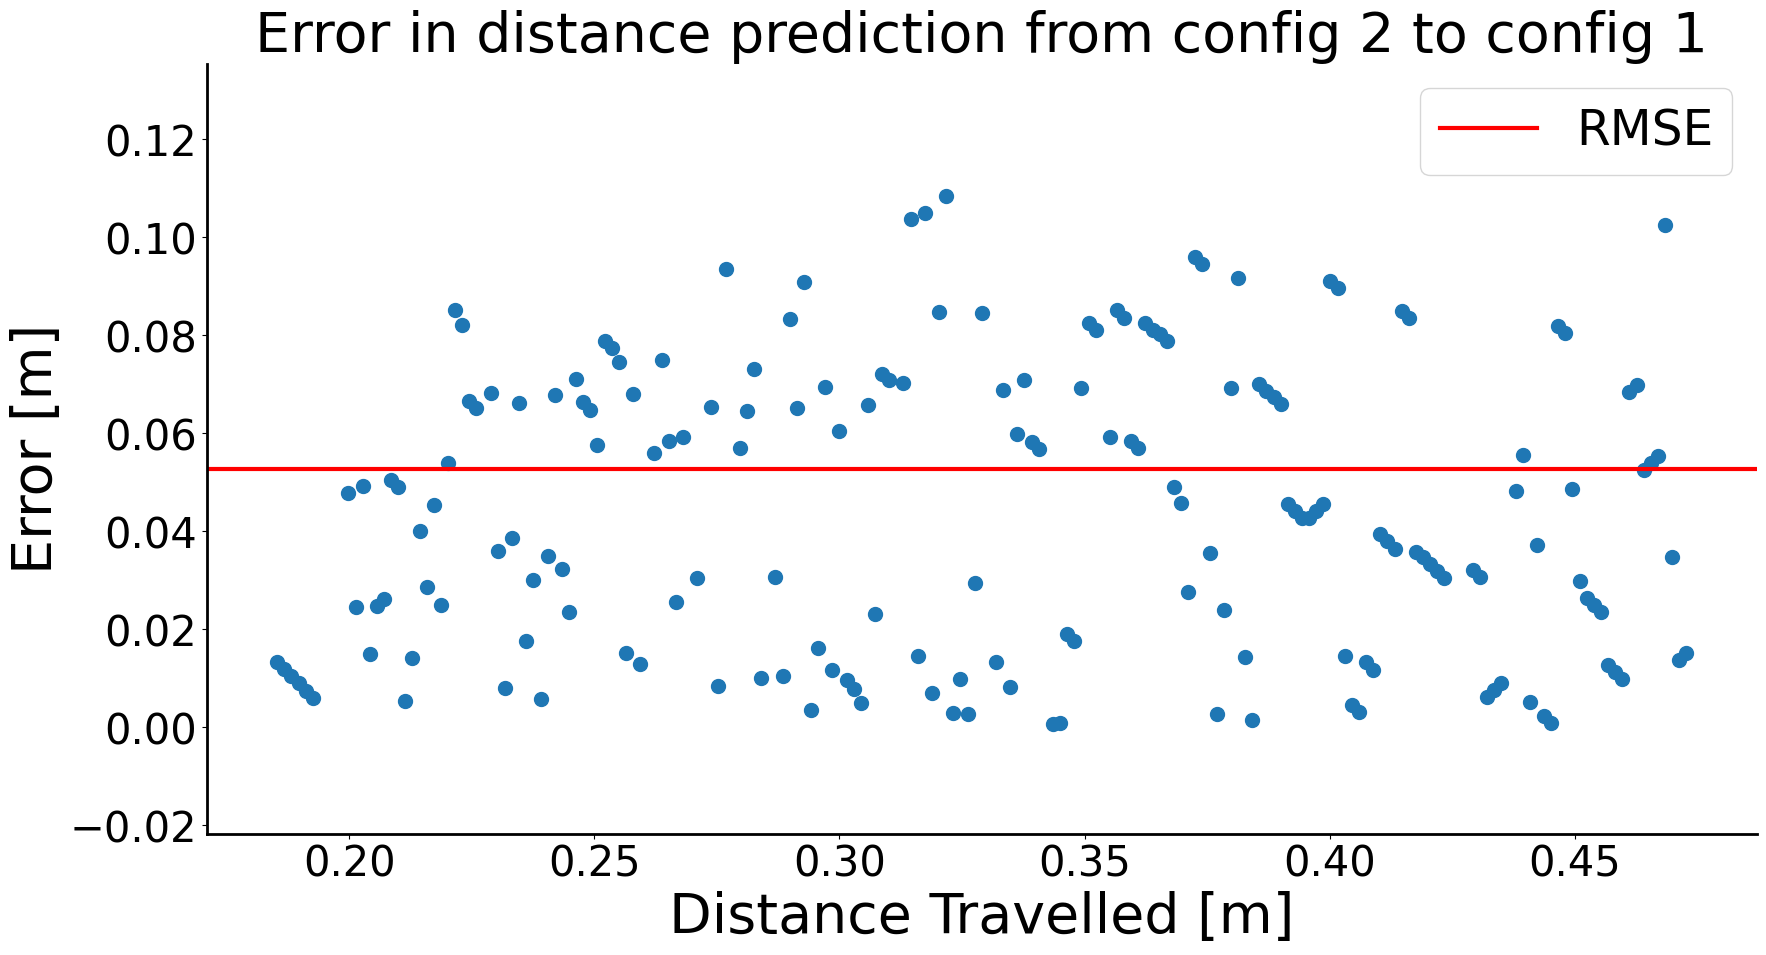 Error in distance prediction from config 2 to config 1
RMSE
Error [m]
0.12
0.10
0.08
0.06
0.04
0.02
0.00
−0.02
0.20 0.25 0.30 0.35 0.40 0.45
Distance Travelled [m]